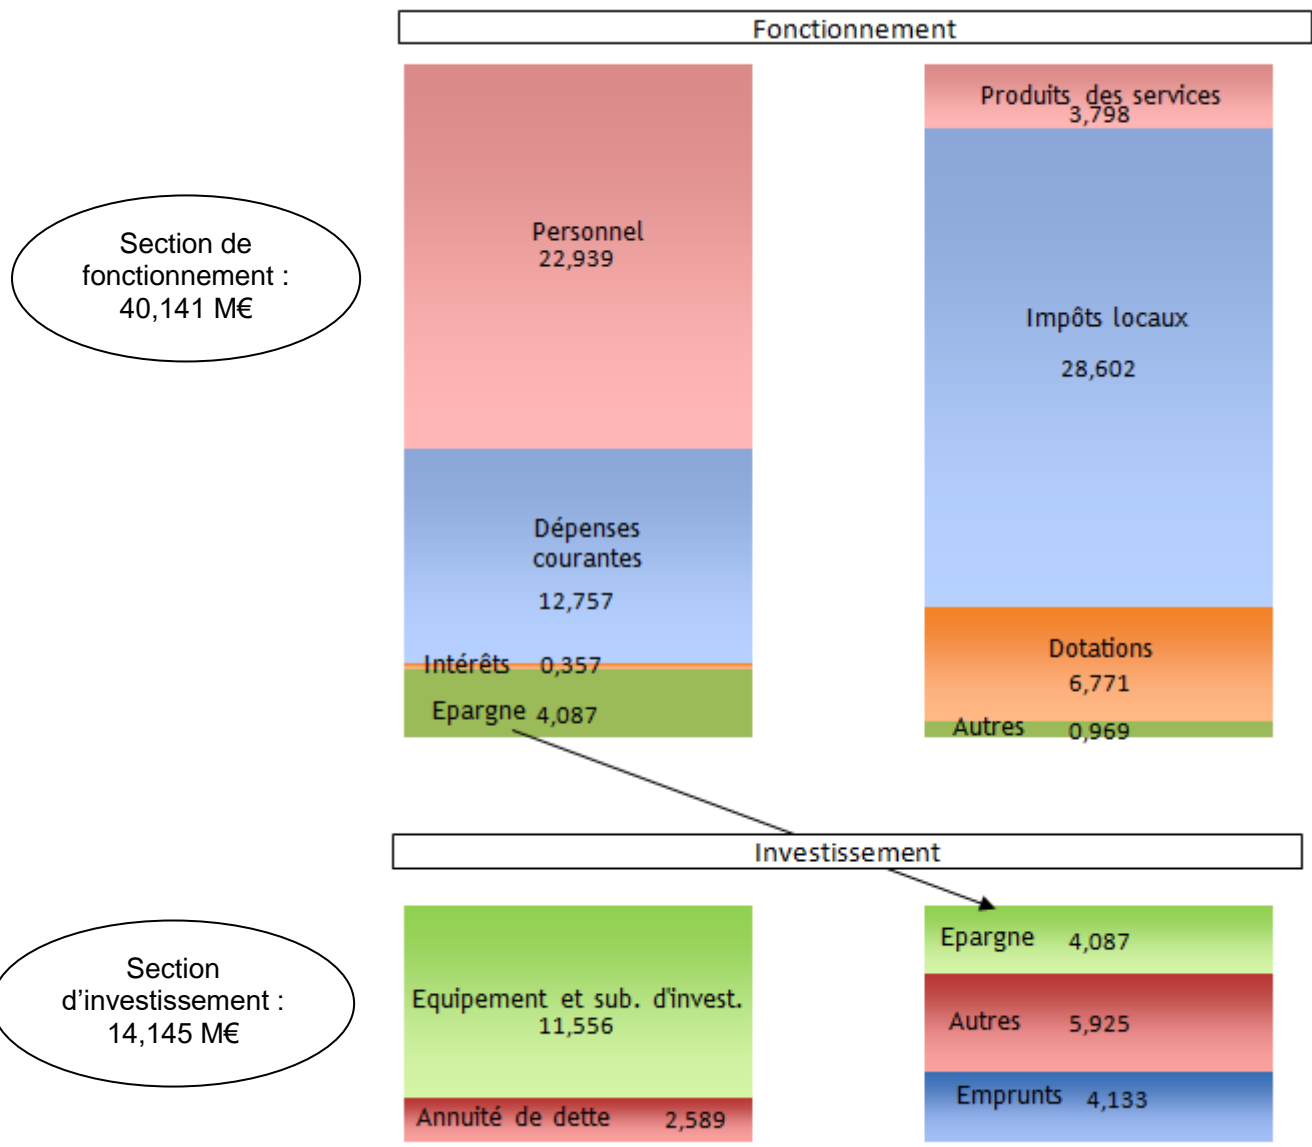 Fonctionnement
Section de
fonctionnement :
40,141 M€
Personnel
22,939
Dépenses
courantes
12,757
Intérêts 0,357
Epargne 4,087
Produits des services
3,798
Impôts locaux
28,602
Dotations
6,771
Autres 0,969
Investissement
Section
d'investissement :
14,145 M€
Equipement et sub. d'invest.
11,556
Annuité de dette 2,589
Epargne 4,087
Autres 5,925
Emprunts 4,133